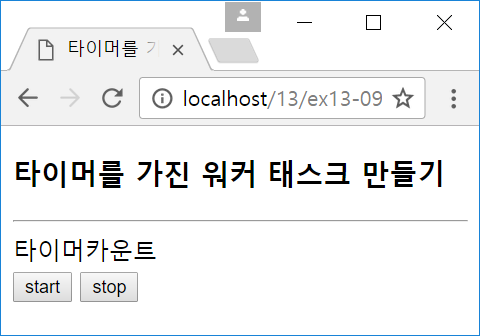 타이머를 가
localhost/13/ex13-09
타이머를 가진 워커 태스크 만들기
타이머카운트
start stop